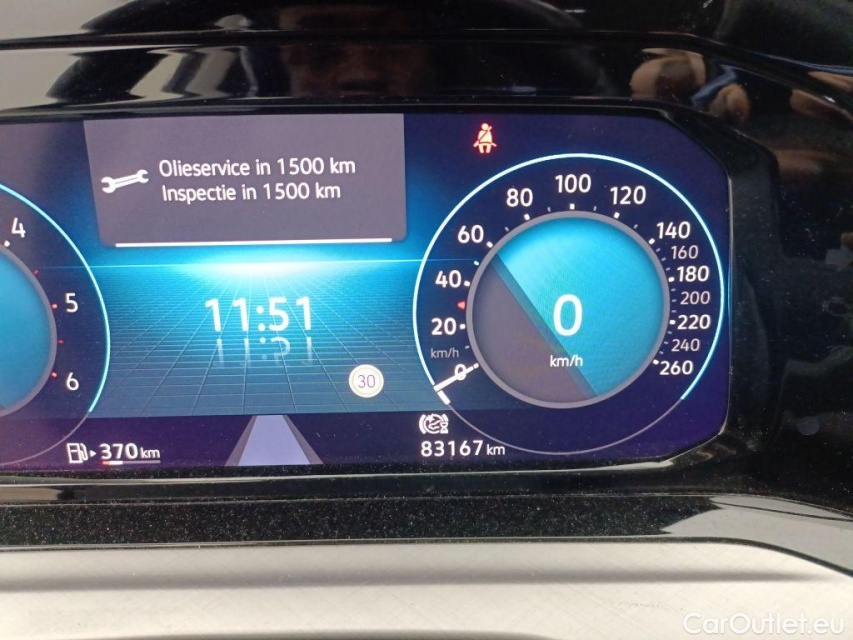 Olieservice in 1500 km
Inspectie in 1500 km
4
5
6
11:51
30
370 km
0
20
40
60
80
100
120
140
160
180
200
220
240
260
km/h
0
km/h
83167 km
CarOutlet.eu